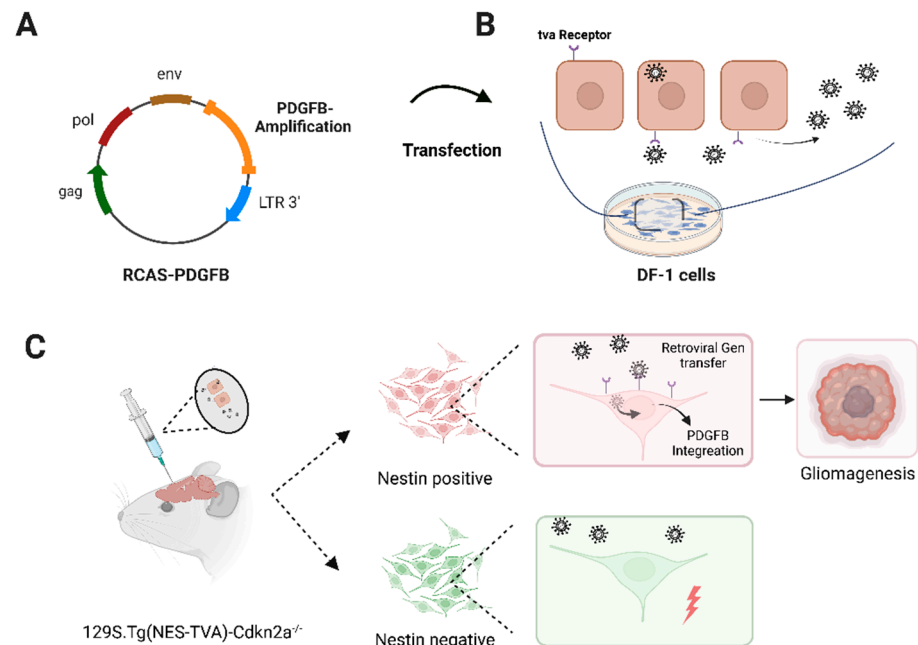 A
env
pol
PDGFB-
Amplification
gag
LTR 3'
RCAS-PDGFB
Transfection
B
tva Receptor
DF-1 cells
C
129S.Tg(NES-TVA)-Cdkn2a-/-
Nestin positive
Retroviral Gen
transfer
PDGFB
Integreation
Gliomagenesis
Nestin negative